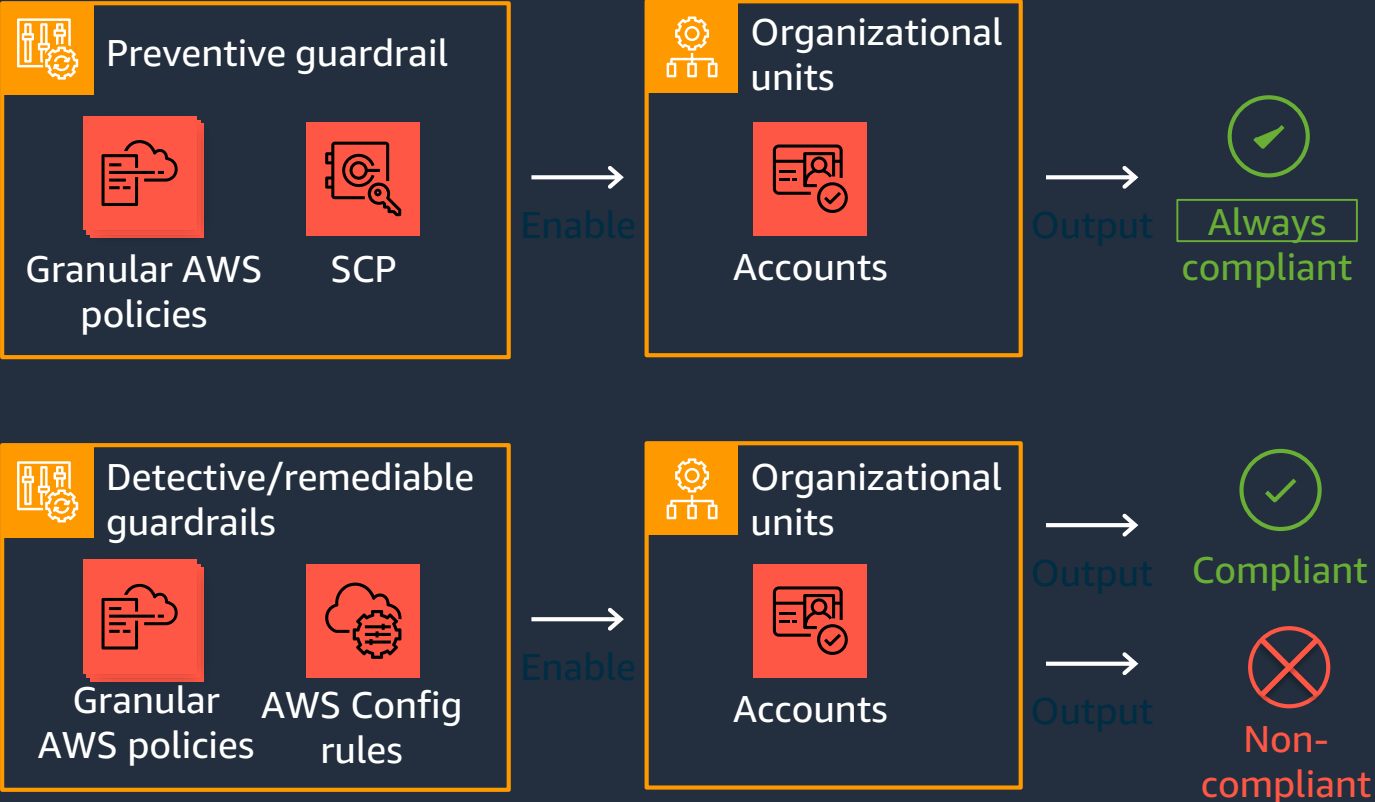 Preventive guardrail
Granular AWS
policies
SCP
Enable
Organizational
units
Accounts
Output
Always
compliant
Detective/remediable
guardrails
Granular
AWS policies
AWS Config
rules
Enable
Organizational
units
Accounts
Output
Compliant
Output
Non-
compliant